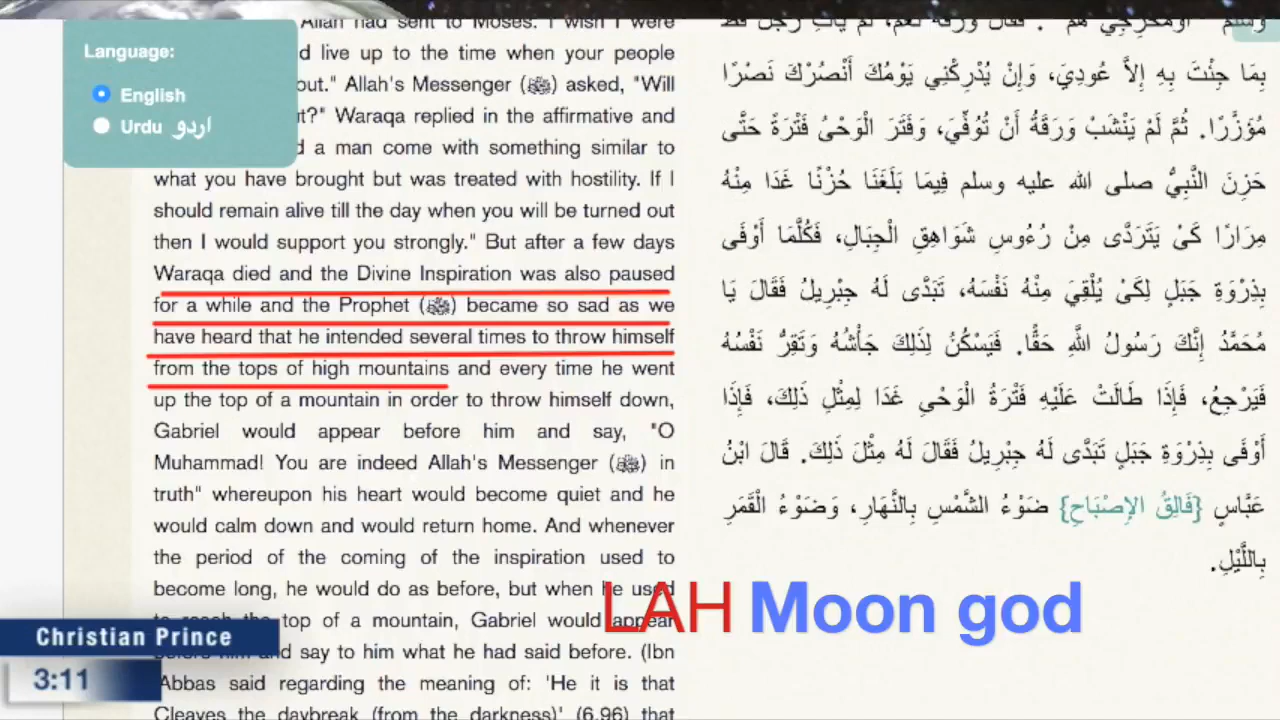 Language:
English
Urdu اردو
Allah had sent to Moses. I wish I were
live up to the time when your people
out." Allah's Messenger (ﷺ) asked, "Will
Waraqa replied in the affirmative and
a man come with something similar to
what you have brought but was treated with hostility. If I
should remain alive till the day when you will be turned out
then I would support you strongly." But after a few days
Waraqa died and the Divine Inspiration was also paused
for a while and the Prophet (ﷺ) became so sad as we
have heard that he intended several times to throw himself
from the tops of high mountains and every time he went
up the top of a mountain in order to throw himself down,
Gabriel would appear before him and say, "O
Muhammad! You are indeed Allah's Messenger (ﷺ) in
truth" whereupon his heart would become quiet and he
would calm down and would return home. And whenever
the period of the coming of the inspiration used to
become long, he would do as before, but when he used
top of a mountain, Gabriel would appear
before him and say to him what he had said before. (Ibn
Abbas said regarding the meaning of: 'He it is that
Cleaves the daybreak (from the darkness)' (6.96) that
وسلم ‏"‏ أَوَمُخْرِجِيَّ هُمْ ‏"‏‏.‏ فَقَالَ وَرَقَةُ نَعَمْ، لَمْ يَأْتِ رَجُلٌ قَطُّ
بِمَا جِئْتَ بِهِ إِلاَّ عُودِيَ، وَإِنْ يُدْرِكْنِي يَوْمُكَ أَنْصُرْكَ نَصْرًا
مُؤَزَّرًا. ثُمَّ لَمْ يَنْشَبْ وَرَقَةُ أَنْ تُوُفِّيَ، وَفَتَرَ الْوَحْىُ فَتْرَةً حَتَّى
حَزِنَ النَّبِيُّ صلى الله عليه وسلم فِيمَا بَلَغَنَا حُزْنًا غَدَا مِنْهُ
مِرَارًا كَىْ يَتَرَدَّى مِنْ رُءُوسِ شَوَاهِقِ الْجِبَالِ، فَكُلَّمَا أَوْفَى
بِذِرْوَةِ جَبَلٍ لِكَىْ يُلْقِيَ مِنْهُ نَفْسَهُ، تَبَدَّى لَهُ جِبْرِيلُ فَقَالَ يَا
مُحَمَّدُ إِنَّكَ رَسُولُ اللَّهِ حَقًّا. فَيَسْكُنُ لِذَلِكَ جَأْشُهُ وَتَقِرُّ نَفْسُهُ
فَيَرْجِعُ، فَإِذَا طَالَتْ عَلَيْهِ فَتْرَةُ الْوَحْىِ غَدَا لِمِثْلِ ذَلِكَ، فَإِذَا
أَوْفَى بِذِرْوَةِ جَبَلٍ تَبَدَّى لَهُ جِبْرِيلُ فَقَالَ لَهُ مِثْلَ ذَلِكَ. قَالَ ابْنُ
عَبَّاسٍ {فَالِقُ الإِصْبَاحِ} ضَوْءُ الشَّمْسِ بِالنَّهَارِ، وَضَوْءُ الْقَمَرِ
بِاللَّيْلِ.
LAH Moon god
Christian Prince
3:11